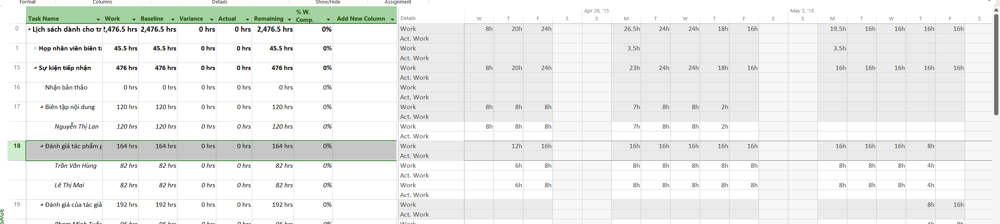 Format Columns Details Show/Hide Assignment
Task Name Work Baseline Variance Actual Remaining % W. Comp. Add New Column Details Apr 26, '15 May 3, '15
W T F S S M T W T F S S M T W T F S
0 Lịch sách dành cho tr 2,476.5 hrs 2,476.5 hrs 0 hrs 0 hrs 2,476.5 hrs 0% Work 8h 20h 24h 26.5h 24h 24h 18h 16h 19.5h 16h 16h 16h 16h
Act. Work
1 Họp nhân viên biên tậ 45.5 hrs 45.5 hrs 0 hrs 0 hrs 45.5 hrs 0% Work 3.5h 3.5h
Act. Work
15 Sự kiện tiếp nhận 476 hrs 476 hrs 0 hrs 0 hrs 476 hrs 0% Work 8h 20h 24h 23h 24h 24h 18h 16h 16h 16h 16h 16h 16h
Act. Work
16 Nhận bản thảo 0 hrs 0 hrs 0 hrs 0 hrs 0 hrs 0% Work
Act. Work
17 Biên tập nội dung 120 hrs 120 hrs 0 hrs 0 hrs 120 hrs 0% Work 8h 8h 8h 7h 8h 8h 2h
Act. Work
Nguyễn Thị Lan 120 hrs 120 hrs 0 hrs 0 hrs 120 hrs 0% Work 8h 8h 8h 7h 8h 8h 2h
Act. Work
18 Đánh giá tác phẩm g 164 hrs 164 hrs 0 hrs 0 hrs 164 hrs 0% Work 12h 16h 16h 16h 16h 16h 16h 16h 16h 16h 8h
Act. Work
Trần Văn Hùng 82 hrs 82 hrs 0 hrs 0 hrs 82 hrs 0% Work 6h 8h 8h 8h 8h 8h 8h 8h 8h 8h 4h
Act. Work
Lê Thị Mai 82 hrs 82 hrs 0 hrs 0 hrs 82 hrs 0% Work 6h 8h 8h 8h 8h 8h 8h 8h 8h 8h 4h
Act. Work
19 Đánh giá của tác giả 192 hrs 192 hrs 0 hrs 0 hrs 192 hrs 0% Work 8h 16h
Act. Work
Phạm Minh Tuấn 96 hrs 96 hrs 0 hrs 0 hrs 96 hrs 0% Work 4h 8h